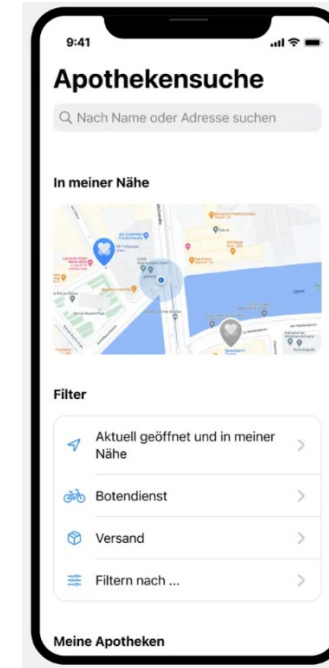 9:41
Apothekensuche
Nach Name oder Adresse suchen
In meiner Nähe
Filter
Aktuell geöffnet und in meiner
Nähe
Botendienst
Versand
Filtern nach ...
Meine Apotheken